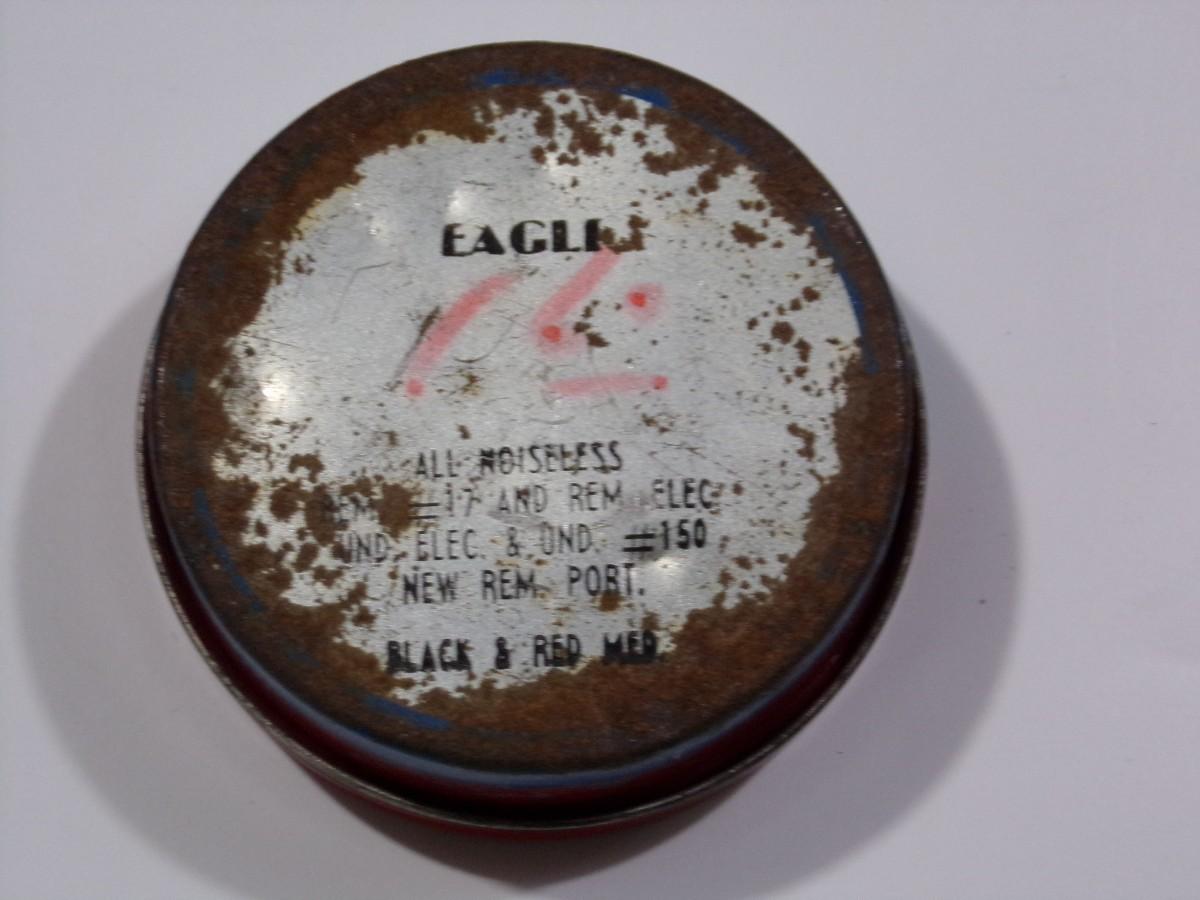 EAGLE
ALL NOISELESS
REM. #17 AND REM. ELEC.
UND. ELEC. & UND. #150
NEW REM. PORT.
BLACK & RED MED.